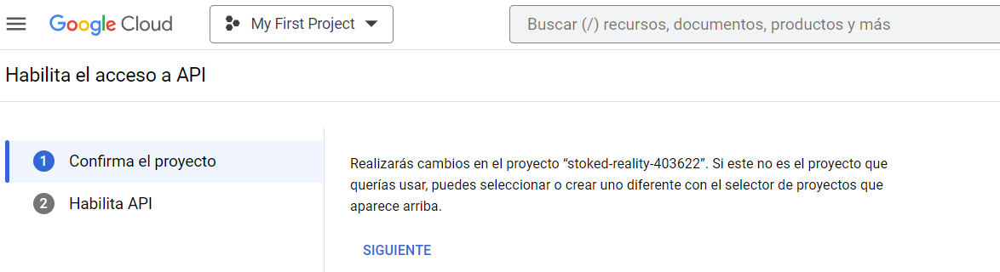 Google Cloud
My First Project
Buscar (/) recursos, documentos, productos y más
Habilita el acceso a API
1 Confirma el proyecto
2 Habilita API
Realizarás cambios en el proyecto “stoked-reality-403622”. Si este no es el proyecto que
querías usar, puedes seleccionar o crear uno diferente con el selector de proyectos que
aparece arriba.
SIGUIENTE